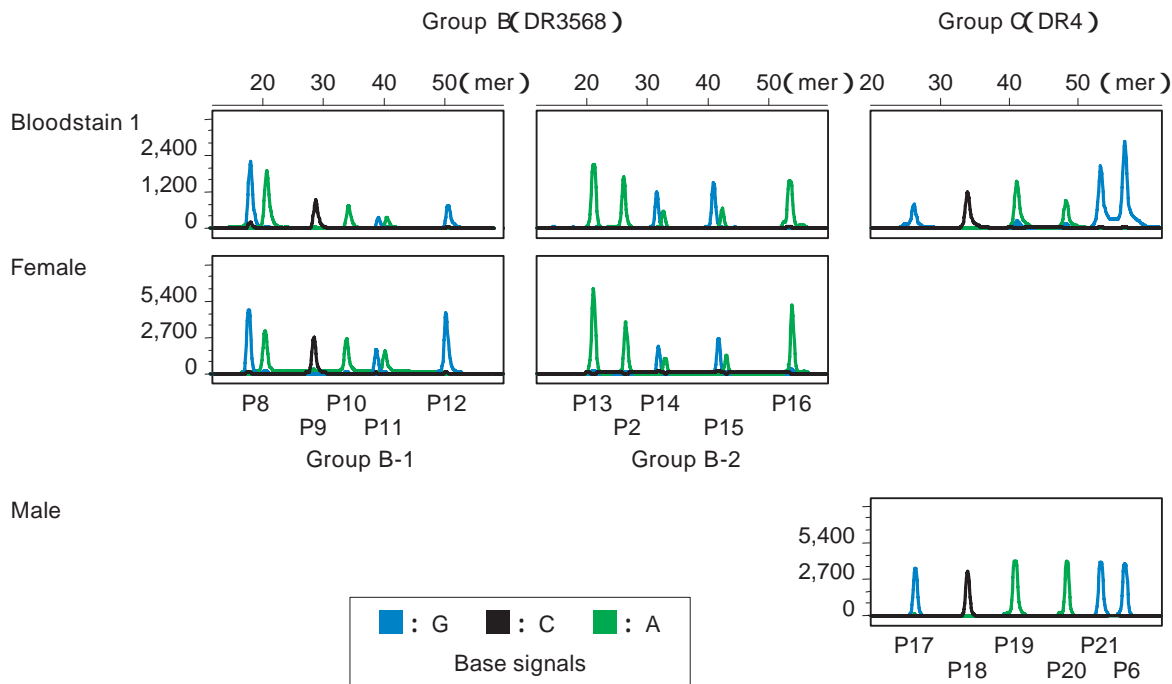 Group B(DR3568) Group C(DR4)
20 30 40 50(mer) 20 30 40 50(mer) 20 30 40 50(mer)
Bloodstain 1
2,400
1,200
0
Female
5,400
2,700
0
P8 P10 P12 P13 P14 P16
P9 P11 P2 P15
Group B-1 Group B-2
Male
5,400
2,700
0
P17 P19 P21
P18 P20 P6
: G : C : A
Base signals